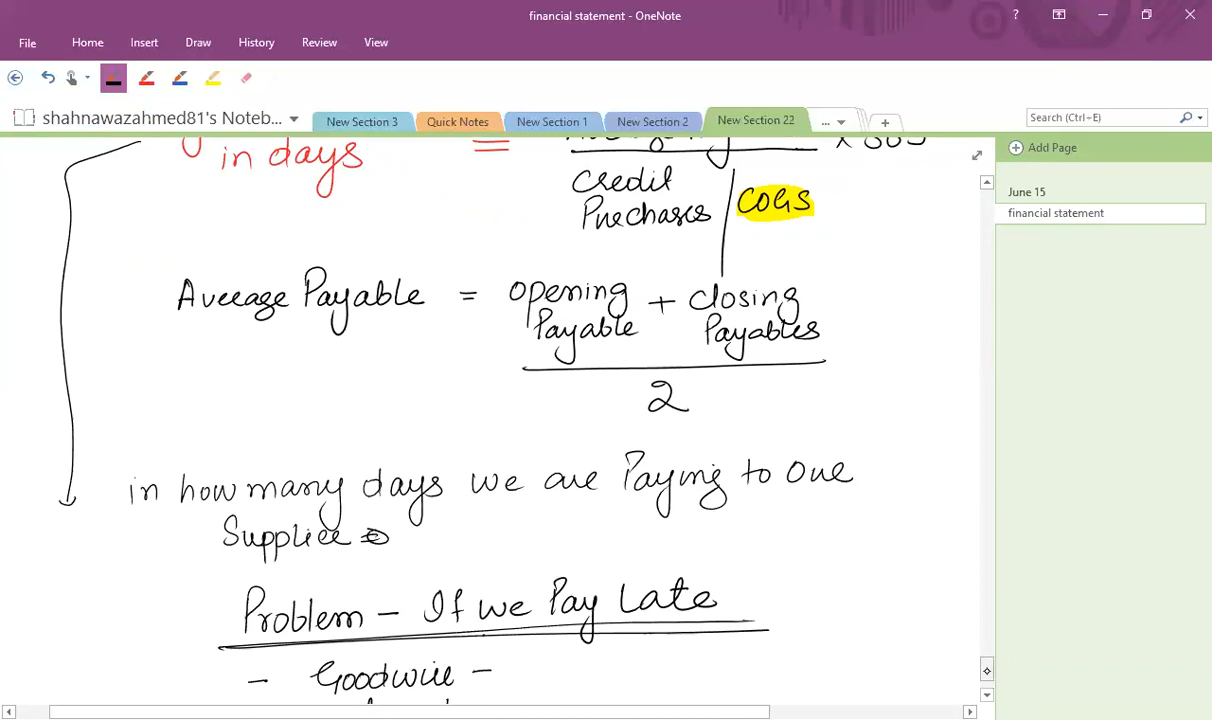 financial statement - OneNote
?
File Home Insert Draw History Review View
shahnawazahmed81's Noteb... New Section 3 Quick Notes New Section 1 New Section 2 New Section 22 ... Search (Ctrl+E)
Add Page
June 15
financial statement
in days = x 365
Credit Purchases | COGS
Average Payable = opening Payable + closing Payables
2
in how many days we are Paying to One
Supplier
Problem - If we Pay Late
- Goodwill -